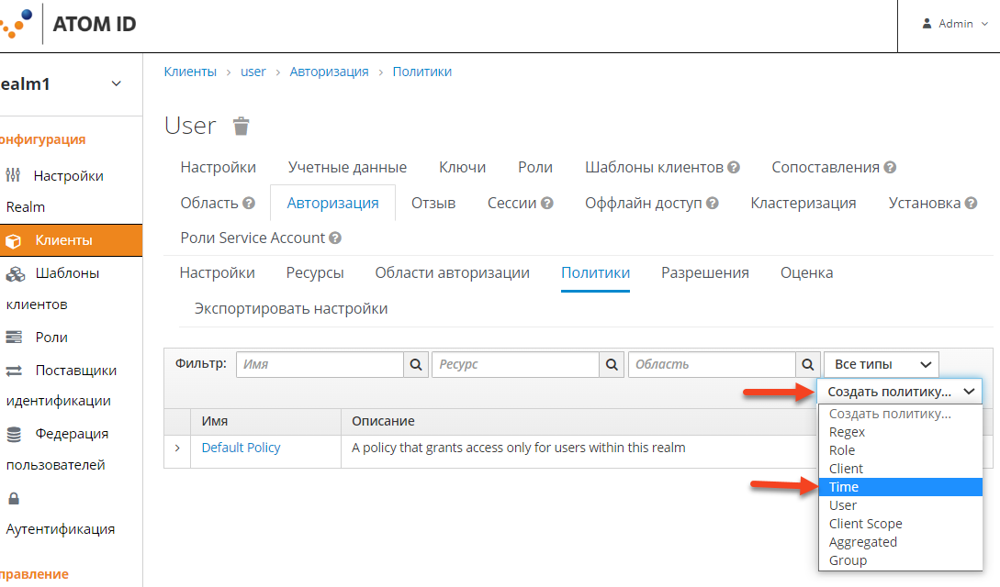 ATOM ID
Admin
ealm1
Клиенты > user > Авторизация > Политики
User
онфигурация
Настройки
Realm
Клиенты
Шаблоны
клиентов
Роли
Поставщики
идентификации
Федерация
пользователей
Аутентификация
правление
Настройки Учетные данные Ключи Роли Шаблоны клиентов Сопоставления
Область Авторизация Отзыв Сессии Оффлайн доступ Кластеризация Установка
Роли Service Account
Настройки Ресурсы Области авторизации Политики Разрешения Оценка
Экспортировать настройки
Фильтр: Имя Ресурс Область Все типы
Создать политику...
Имя Описание
Default Policy A policy that grants access only for users within this realm
Создать политику...
Regex
Role
Client
Time
User
Client Scope
Aggregated
Group